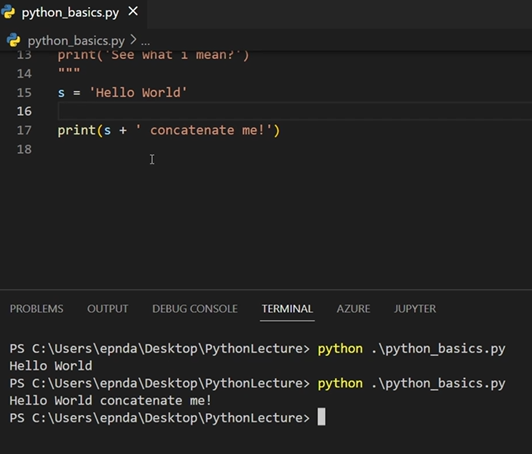 python_basics.py ×
python_basics.py > ...
13 print('See what i mean?')
14 """
15 s = 'Hello World'
16
17 print(s + ' concatenate me!')
18
PROBLEMS OUTPUT DEBUG CONSOLE TERMINAL AZURE JUPYTER
PS C:\Users\epnda\Desktop\PythonLecture> python .\python_basics.py
Hello World
PS C:\Users\epnda\Desktop\PythonLecture> python .\python_basics.py
Hello World concatenate me!
PS C:\Users\epnda\Desktop\PythonLecture>